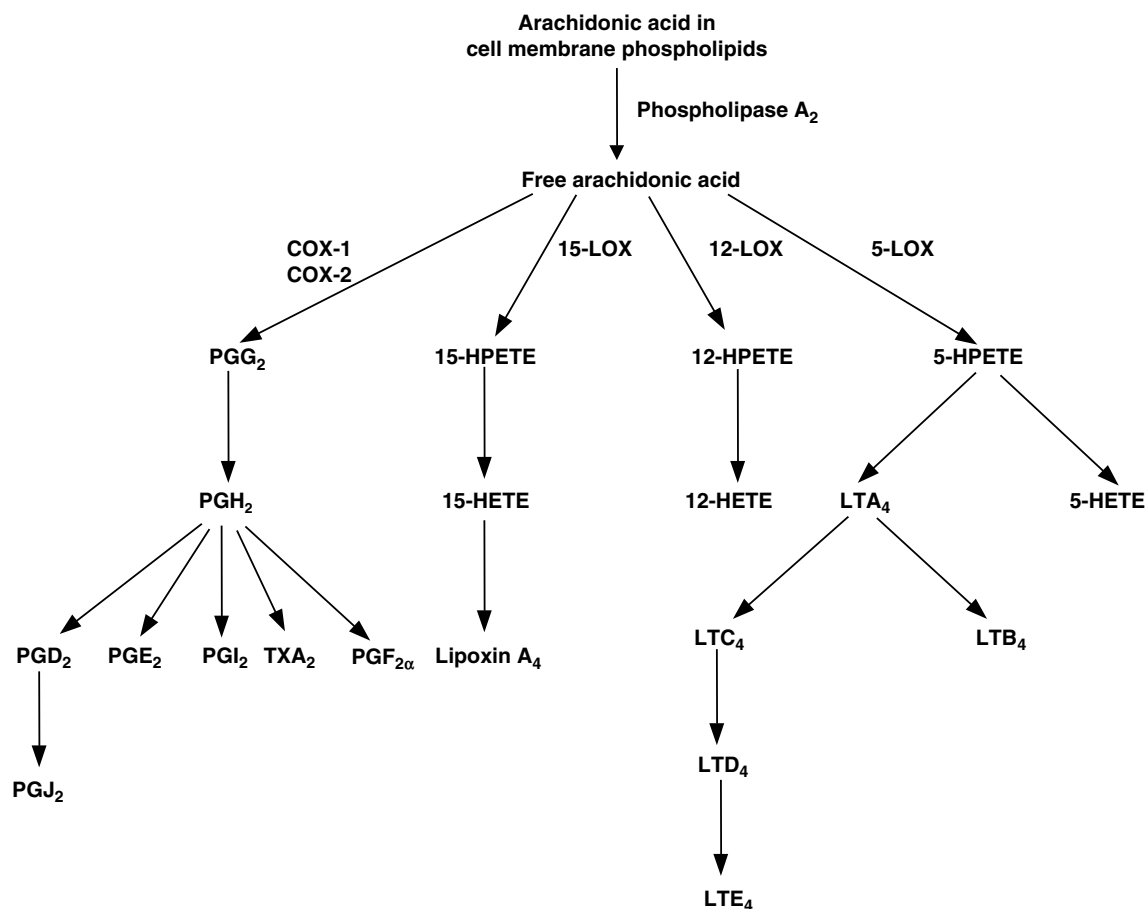 Arachidonic acid in
cell membrane phospholipids
Phospholipase A₂
Free arachidonic acid
COX-1
COX-2
15-LOX
12-LOX
5-LOX
PGG₂
15-HPETE
12-HPETE
5-HPETE
PGH₂
15-HETE
12-HETE
LTA₄
5-HETE
PGD₂
PGE₂
PGI₂
TXA₂
PGF₂α
Lipoxin A₄
LTC₄
LTB₄
LTD₄
PGJ₂
LTE₄